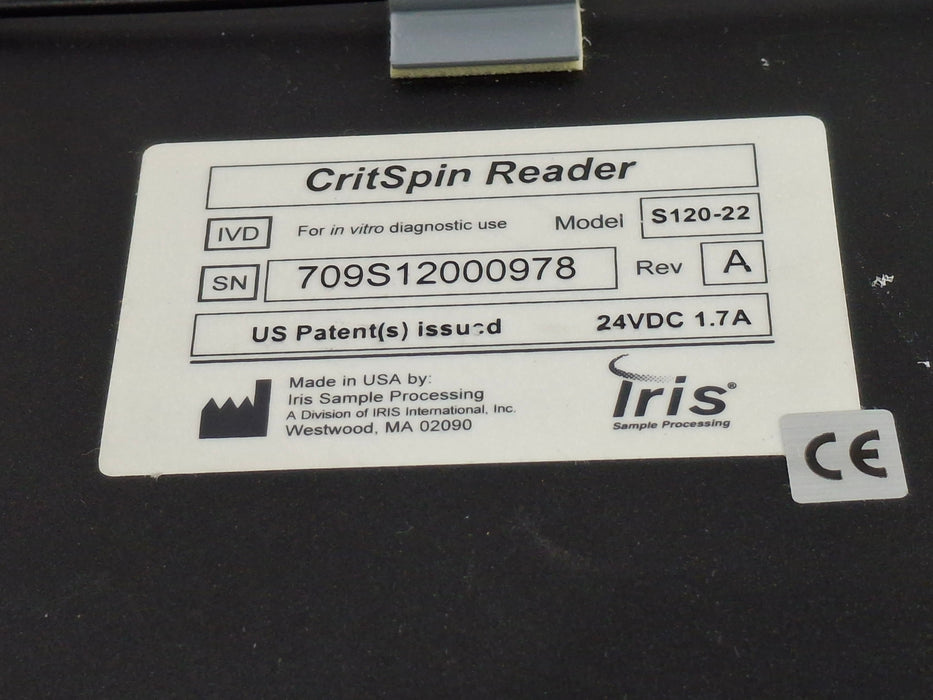 CritSpin Reader
IVD For in vitro diagnostic use Model S120-22
SN 709S12000978 Rev A
US Patent(s) issued 24VDC 1.7A
Made in USA by:
Iris Sample Processing
A Division of IRIS International, Inc.
Westwood, MA 02090
Iris®
Sample Processing
CE